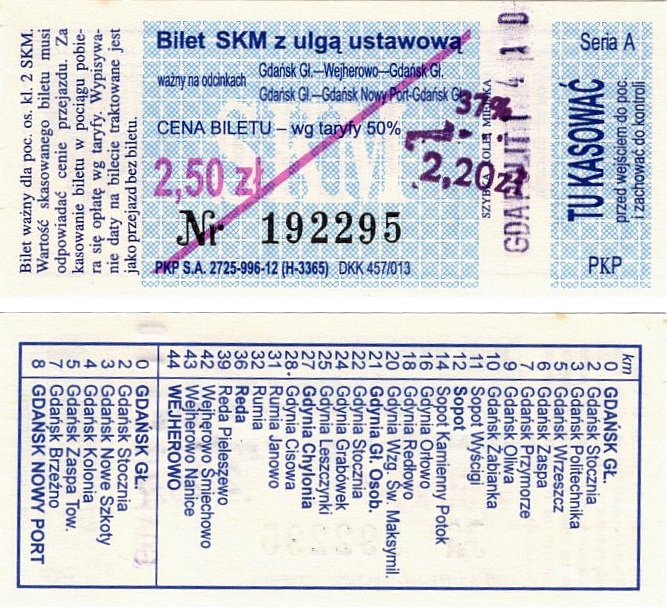 Bilet ważny dla poc. os. kl. 2 SKM.
Wartość skasowanego biletu musi
odpowiadać cenie przejazdu. Za
kasowanie biletu w pociągu pobie-
ra się opłatę wg taryfy. Wypisywa-
nie daty na bilecie traktowane jest
jako przejazd bez biletu.
Bilet SKM z ulgą ustawową
ważny na odcinkach
Gdańsk Gł.—Wejherowo—Gdańsk Gł.
Gdańsk Gł.—Gdańsk Nowy Port-Gdańsk Gł.
CENA BILETU – wg taryfy 50%
37%
2,50 zł
2,20zł
Nr 192295
PKP S.A. 2725-996-12 (H-3365) DKK 457/013
Seria A
TU KASOWAĆ
przed wejściem do poc.
i zachować do kontroli
PKP
km
0 GDAŃSK GŁ.
2 Gdańsk Stocznia
3 Gdańsk Politechnika
5 Gdańsk Wrzeszcz
6 Gdańsk Zaspa
7 Gdańsk Przymorze
9 Gdańsk Oliwa
10 Gdańsk Żabianka
11 Sopot Wyścigi
12 Sopot
14 Sopot Kamienny Potok
16 Gdynia Orłowo
18 Gdynia Redłowo
20 Gdynia Wzg. Św. Maksymil.
21 Gdynia Gł. Osob.
22 Gdynia Stocznia
24 Gdynia Grabówek
25 Gdynia Leszczynki
27 Gdynia Chylonia
28 Gdynia Cisowa
31 Rumia Janowo
32 Rumia
36 Reda
39 Reda Pieleszewo
42 Wejherowo Śmiechowo
43 Wejherowo Nanice
44 WEJHEROWO
0 GDAŃSK GŁ.
2 Gdańsk Stocznia
3 Gdańsk Nowe Szkoty
4 Gdańsk Kolonia
5 Gdańsk Zaspa Tow.
7 Gdańsk Brzeźno
8 GDAŃSK NOWY PORT